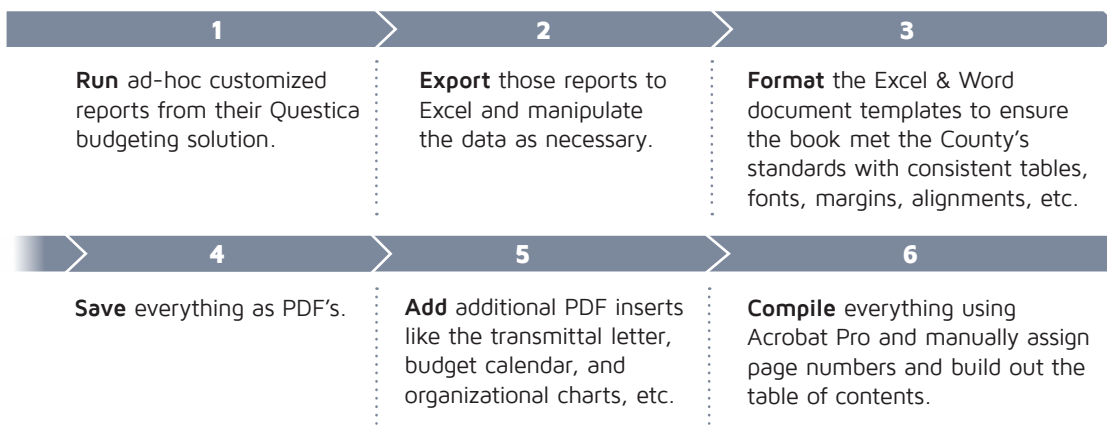 1
Run ad-hoc customized
reports from their Questica
budgeting solution.
2
Export those reports to
Excel and manipulate
the data as necessary.
3
Format the Excel & Word
document templates to ensure
the book met the County’s
standards with consistent tables,
fonts, margins, alignments, etc.
4
Save everything as PDF’s.
5
Add additional PDF inserts
like the transmittal letter,
budget calendar, and
organizational charts, etc.
6
Compile everything using
Acrobat Pro and manually assign
page numbers and build out the
table of contents.